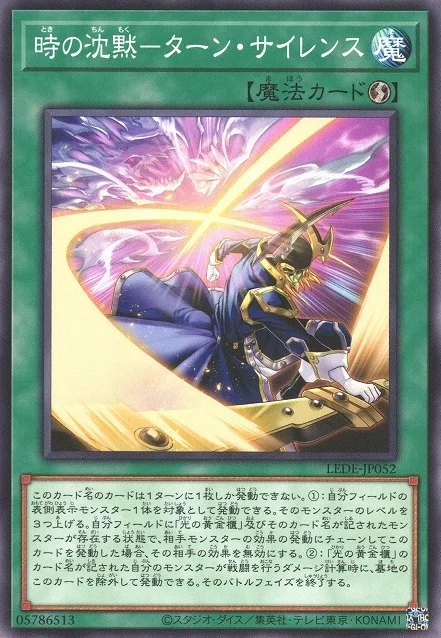 時の沈黙－ターン・サイレンス 魔
【魔法カード】
LEDE-JP052
このカード名のカードは１ターンに１枚しか発動できない。①：自分フィールドの
表側表示モンスター１体を対象として発動できる。そのモンスターのレベルを
３つ上げる。自分フィールドに「光の黄金櫃」及びそのカード名が記されたモンス
ターが存在する状態で、相手モンスターの効果の発動にチェーンしてこのカー
ドを発動した場合、その相手の効果を無効にする。②：「光の黄金櫃」の
カード名が記された自分のモンスターが戦闘を行うダメージ計算時に、墓地の
このカードを除外して発動できる。そのバトルフェイズを終了する。
05786513
©スタジオ・ダイス／集英社・テレビ東京・KONAMI